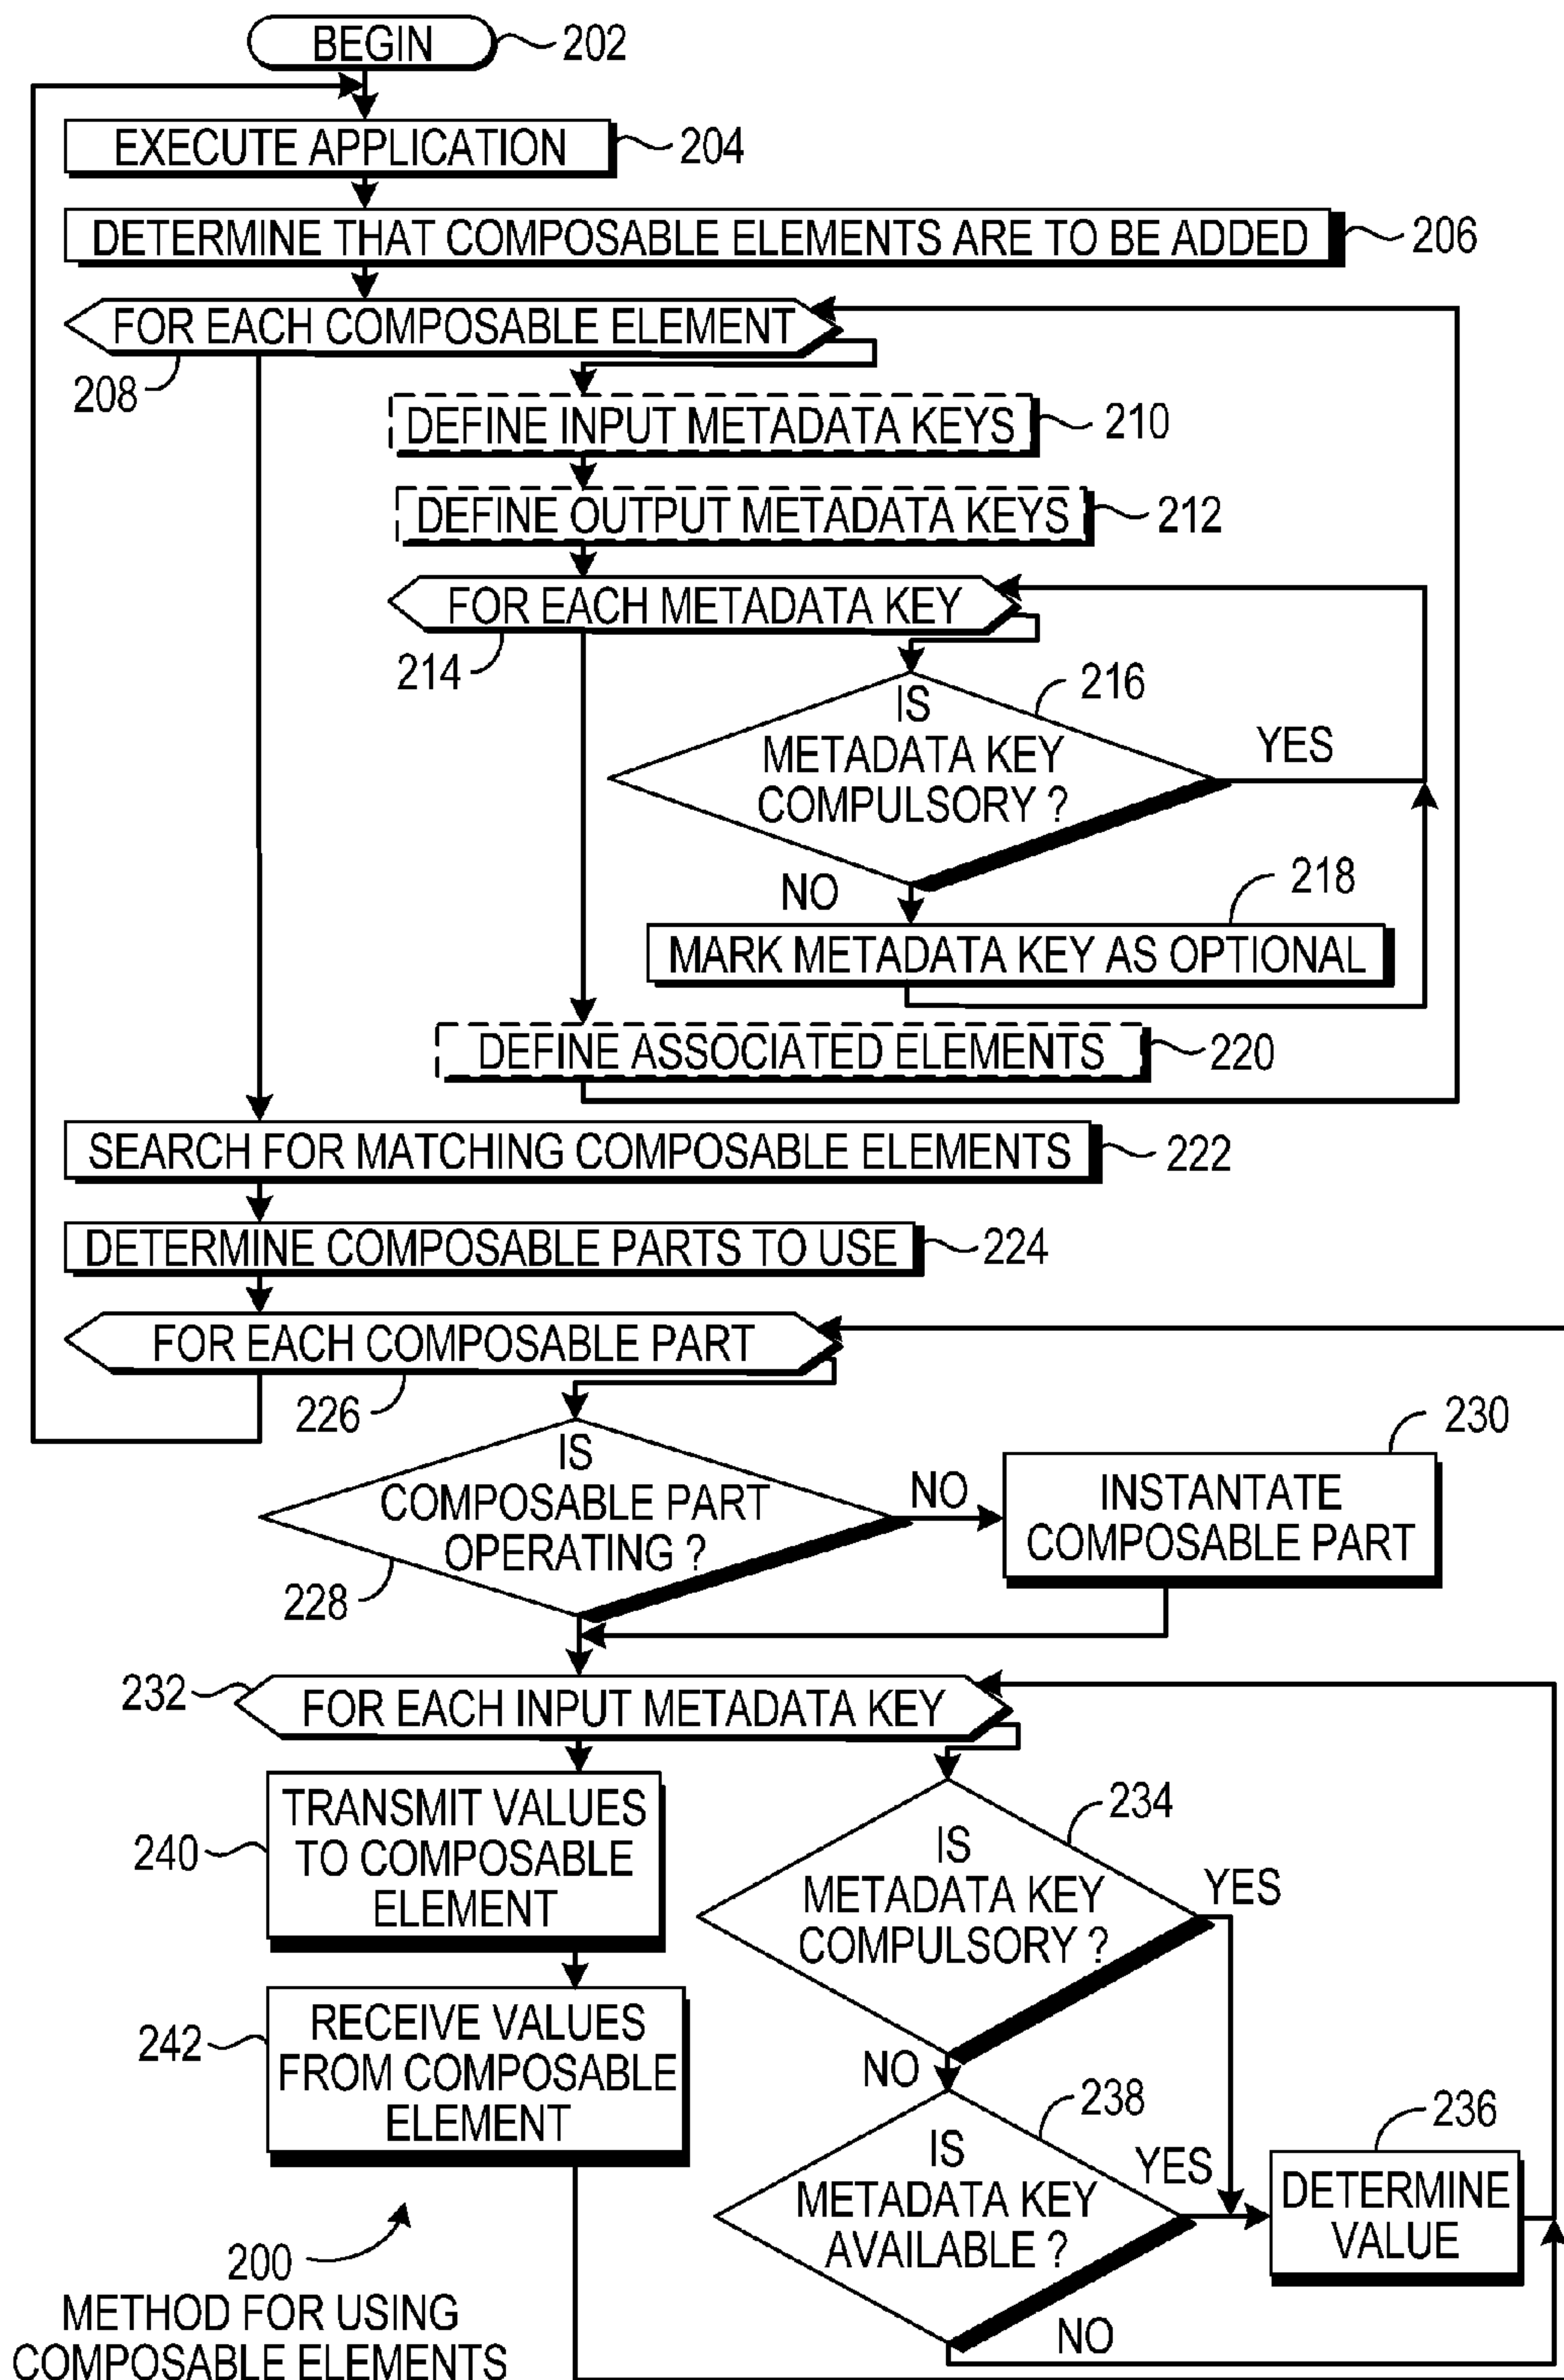 BEGIN
202
EXECUTE APPLICATION
204
DETERMINE THAT COMPOSABLE ELEMENTS ARE TO BE ADDED
206
FOR EACH COMPOSABLE ELEMENT
208
DEFINE INPUT METADATA KEYS
210
DEFINE OUTPUT METADATA KEYS
212
FOR EACH METADATA KEY
214
IS
METADATA KEY
COMPULSORY ?
216
YES
NO
218
MARK METADATA KEY AS OPTIONAL
DEFINE ASSOCIATED ELEMENTS
220
SEARCH FOR MATCHING COMPOSABLE ELEMENTS
222
DETERMINE COMPOSABLE PARTS TO USE
224
FOR EACH COMPOSABLE PART
226
IS
COMPOSABLE PART
OPERATING ?
228
NO
230
INSTANTATE
COMPOSABLE PART
232
FOR EACH INPUT METADATA KEY
TRANSMIT VALUES
TO COMPOSABLE
ELEMENT
240
234
IS
METADATA KEY
COMPULSORY ?
YES
NO
RECEIVE VALUES
FROM COMPOSABLE
ELEMENT
242
238
IS
METADATA KEY
AVAILABLE ?
YES
NO
236
DETERMINE
VALUE
200
METHOD FOR USING
COMPOSABLE ELEMENTS